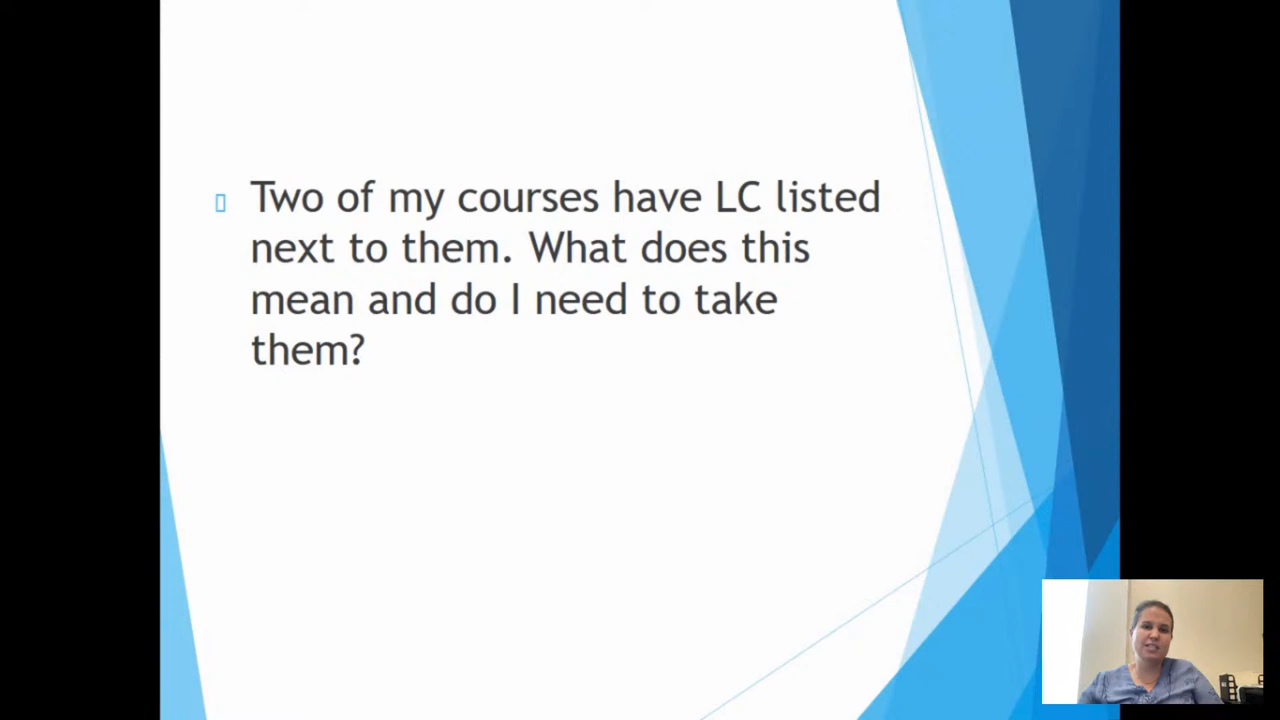 Two of my courses have LC listed
next to them. What does this
mean and do I need to take
them?